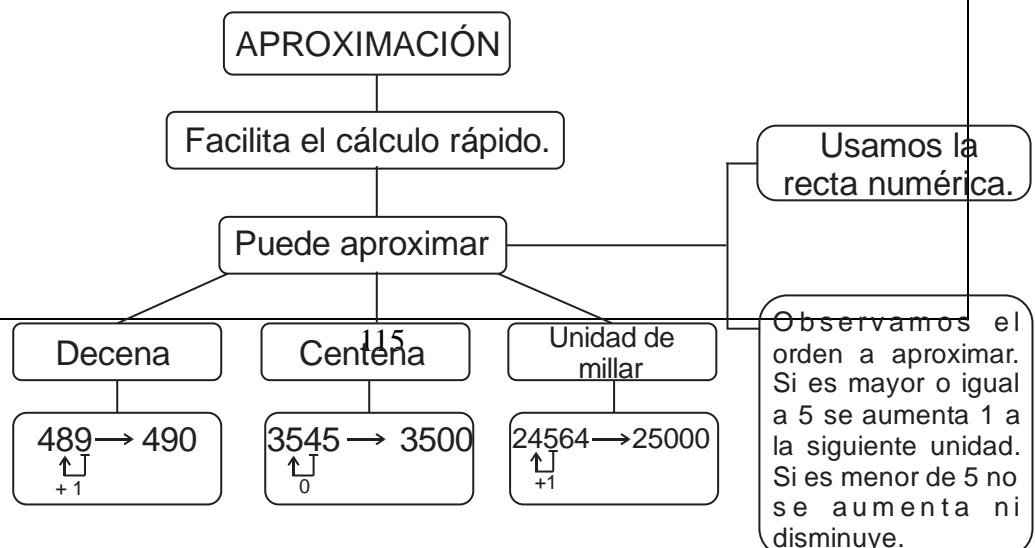 APROXIMACIÓN
Facilita el cálculo rápido.
Usamos la
recta numérica.
Puede aproximar
Decena
Centena
115
Unidad de
millar
Observamos el
orden a aproximar.
Si es mayor o igual
a 5 se aumenta 1 a
la siguiente unidad.
Si es menor de 5 no
se aumenta ni
disminuye.
489 → 490
+ 1
3545 → 3500
0
24564 → 25000
+1